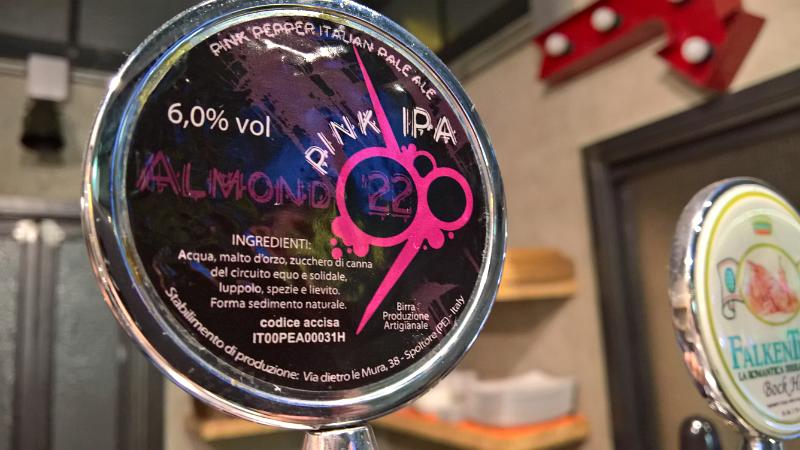 PINK PEPPER ITALIAN PALE ALE
6,0% vol
PINK IPA
ALMOND '22
INGREDIENTI:
Acqua, malto d'orzo, zucchero di canna
del circuito equo e solidale,
luppolo, spezie e lievito.
Forma sedimento naturale.
codice accisa
IT00PEA00031H
Birra
Produzione
Artigianale
Stabilimento di produzione: Via dietro le Mura, 38 - Spoltore (PE) - Italy
LA ROMANTICA
Bock